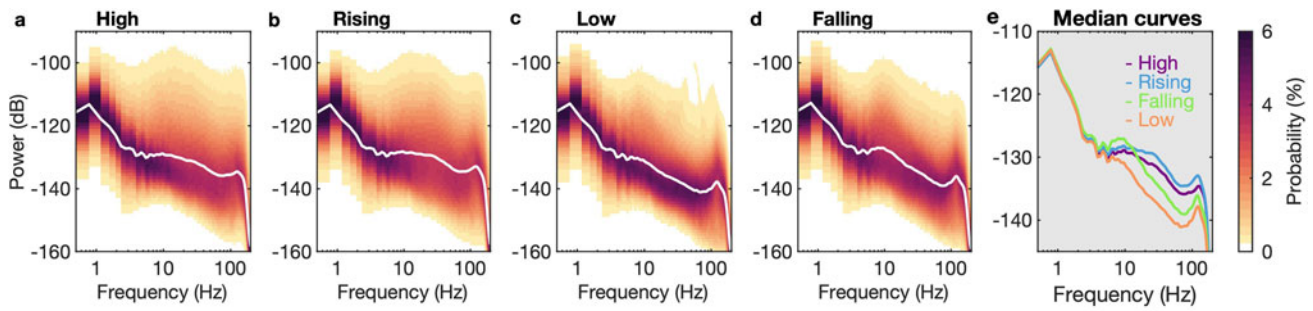 a High
b Rising
c Low
d Falling
e Median curves
Power (dB)
-100
-120
-140
-160
1 10 100
Frequency (Hz)
-100
-120
-140
-160
1 10 100
Frequency (Hz)
-100
-120
-140
-160
1 10 100
Frequency (Hz)
-100
-120
-140
-160
1 10 100
Frequency (Hz)
-110
-120
-130
-140
- High
- Rising
- Falling
- Low
1 10 100
Frequency (Hz)
6
4
2
0
Probability (%)